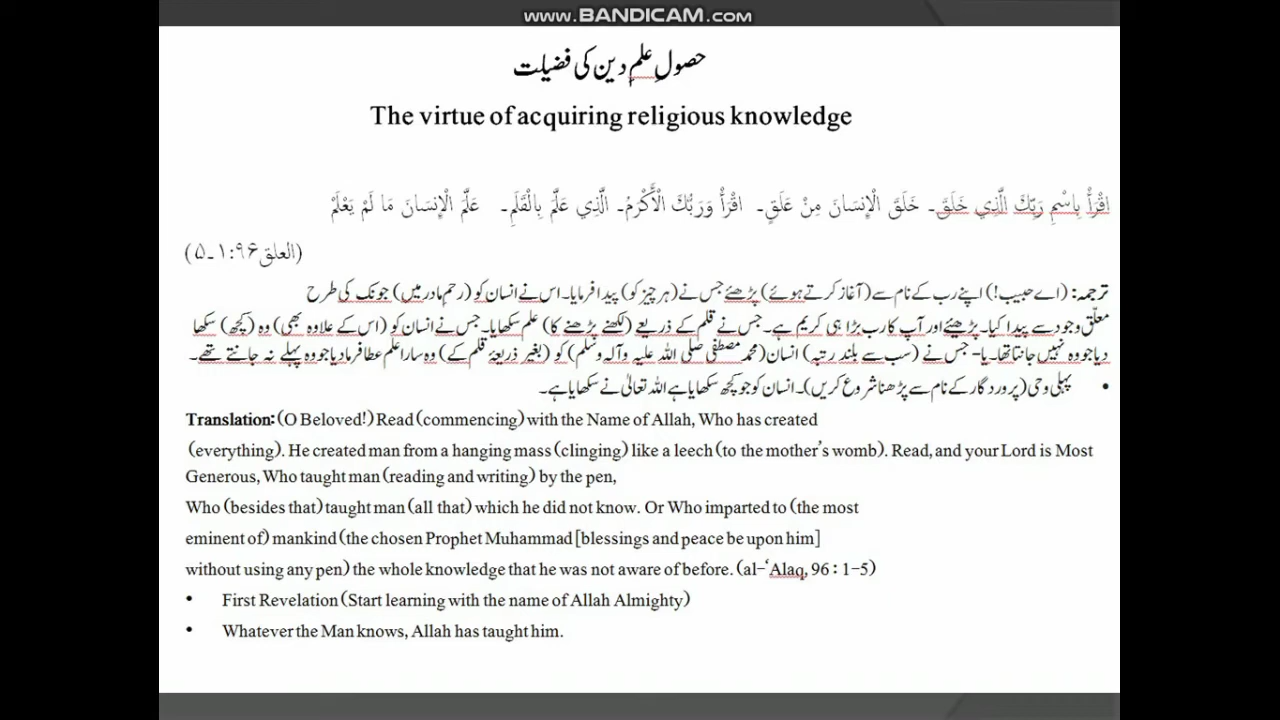 www.BANDICAM.com
حصولِ علمِ دین کی فضیلت
The virtue of acquiring religious knowledge
اقْرَأْ بِاسْمِ رَبِّكَ الَّذِي خَلَقَ۔ خَلَقَ الْإِنسَانَ مِنْ عَلَقٍ۔ اقْرَأْ وَرَبُّكَ الْأَكْرَمُ۔ الَّذِي عَلَّمَ بِالْقَلَمِ۔ عَلَّمَ الْإِنسَانَ مَا لَمْ يَعْلَمْ
(العلق۹۶:۱۔۵)
ترجمہ: (اے حبیب!) اپنے رب کے نام سے (آغاز کرتے ہوئے) پڑھئے جس نے (ہر چیز کو) پیدا فرمایا۔ اس نے انسان کو (رحمِ مادر میں) جونک کی طرح
معلّق وجود سے پیدا کیا۔ پڑھیئے اور آپ کا رب بڑا ہی کریم ہے۔ جس نے قلم کے ذریعے (لکھنے پڑھنے کا) علم سکھایا۔ جس نے انسان کو (اس کے علاوہ بھی) وہ (کچھ) سکھا
دیا جو وہ نہیں جانتا تھا۔ یا- جس نے (سب سے بلند رتبہ) انسان (محمد مصطفی صلی اللہ علیہ وآلہ وسلم) کو (بغیر ذریعۂ قلم کے) وہ سارا علم عطا فرما دیا جو وہ پہلے نہ جانتے تھے۔
• پہلی وحی (پروردگار کے نام سے پڑھنا شروع کریں)۔ انسان کو جو کچھ سکھایا ہے اللہ تعالیٰ نے سکھایا ہے۔
Translation: (O Beloved!) Read (commencing) with the Name of Allah, Who has created
(everything). He created man from a hanging mass (clinging) like a leech (to the mother's womb). Read, and your Lord is Most
Generous, Who taught man (reading and writing) by the pen,
Who (besides that) taught man (all that) which he did not know. Or Who imparted to (the most
eminent of) mankind (the chosen Prophet Muhammad [blessings and peace be upon him]
without using any pen) the whole knowledge that he was not aware of before. (al-‘Alaq, 96 : 1-5)
• First Revelation (Start learning with the name of Allah Almighty)
• Whatever the Man knows, Allah has taught him.